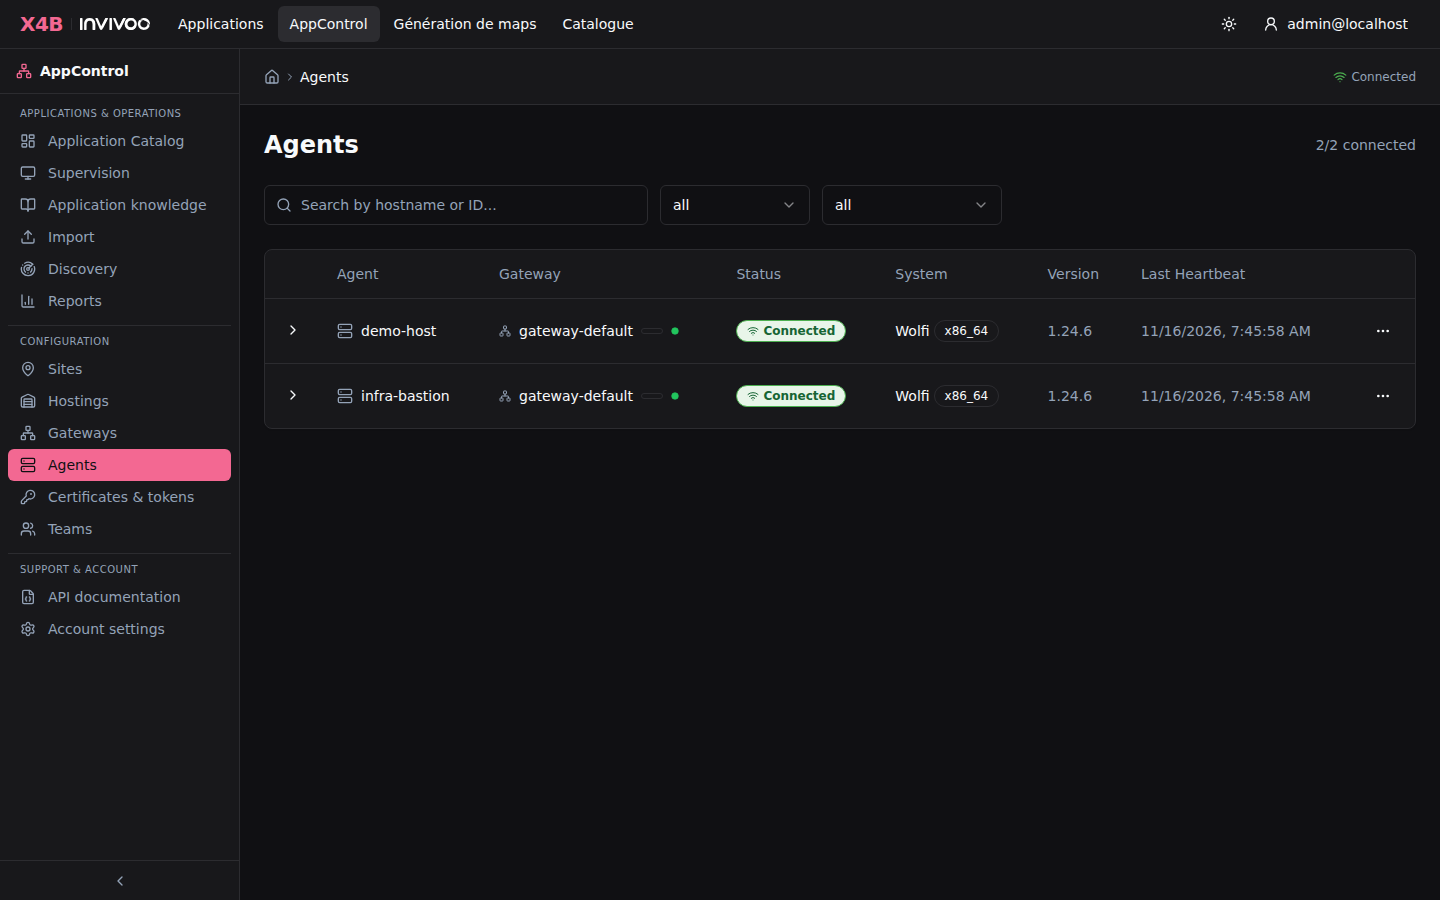 X4B INVIVOO Applications AppControl Génération de maps Catalogue admin@localhost
AppControl
Agents
Connected
APPLICATIONS & OPERATIONS
Application Catalog
Supervision
Application knowledge
Import
Discovery
Reports
CONFIGURATION
Sites
Hostings
Gateways
Agents
Certificates & tokens
Teams
SUPPORT & ACCOUNT
API documentation
Account settings
Agents
2/2 connected
Search by hostname or ID...
all
all
Agent Gateway Status System Version Last Heartbeat
demo-host gateway-default Connected Wolfi x86_64 1.24.6 11/16/2026, 7:45:58 AM
infra-bastion gateway-default Connected Wolfi x86_64 1.24.6 11/16/2026, 7:45:58 AM